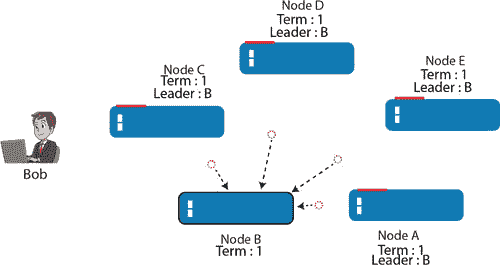 Node D
Term : 1
Leader : B
Node C
Term : 1
Leader : B
Node E
Term : 1
Leader : B
Bob
Node B
Term : 1
Node A
Term : 1
Leader : B